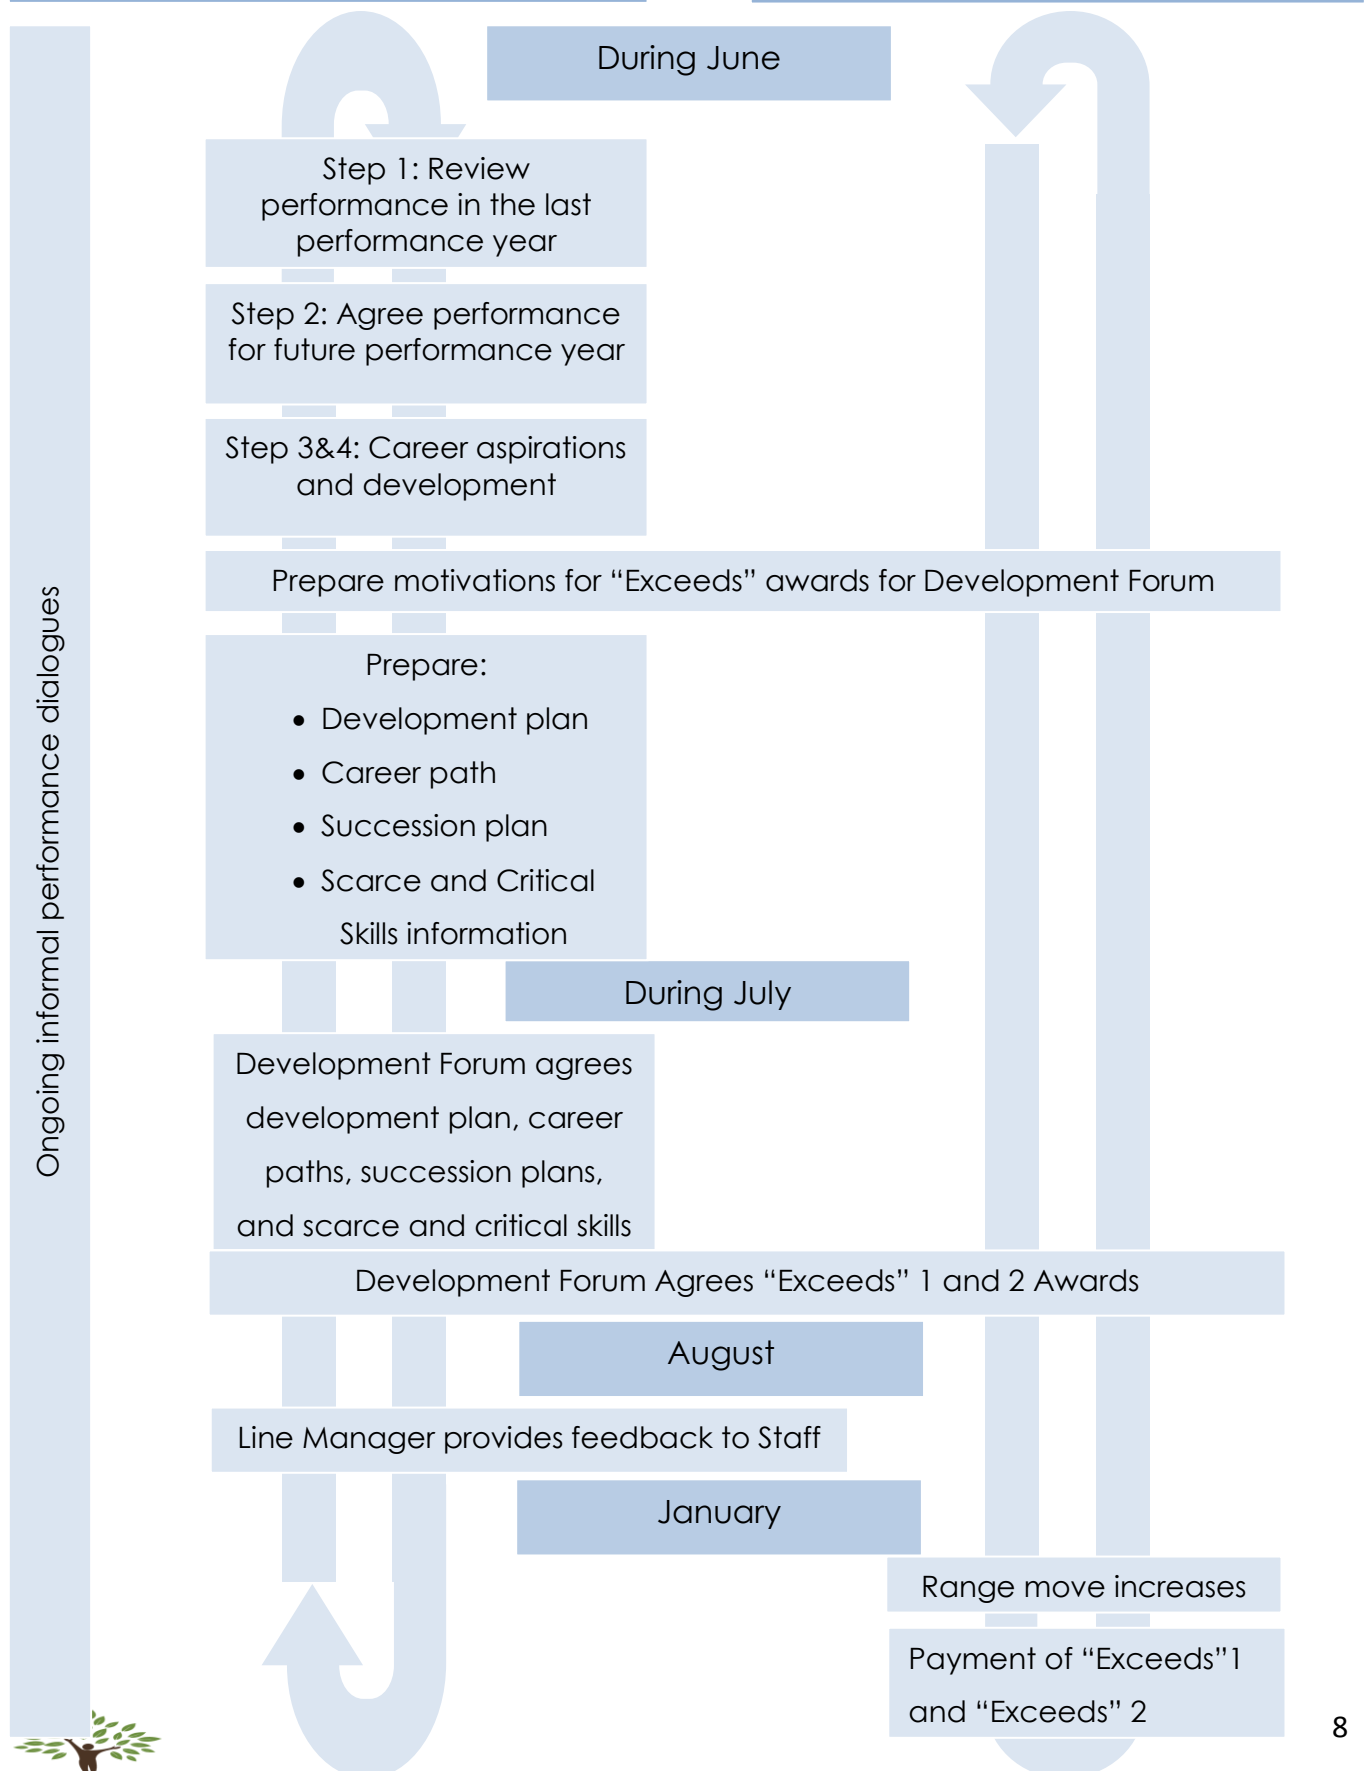 During June
Step 1: Review
performance in the last
performance year
Step 2: Agree performance
for future performance year
Step 3&4: Career aspirations
and development
Prepare motivations for “Exceeds” awards for Development Forum
Prepare:
• Development plan
• Career path
• Succession plan
• Scarce and Critical
Skills information
Ongoing informal performance dialogues
During July
Development Forum agrees
development plan, career
paths, succession plans,
and scarce and critical skills
Development Forum Agrees “Exceeds” 1 and 2 Awards
August
Line Manager provides feedback to Staff
January
Range move increases
Payment of “Exceeds”1
and “Exceeds” 2
8